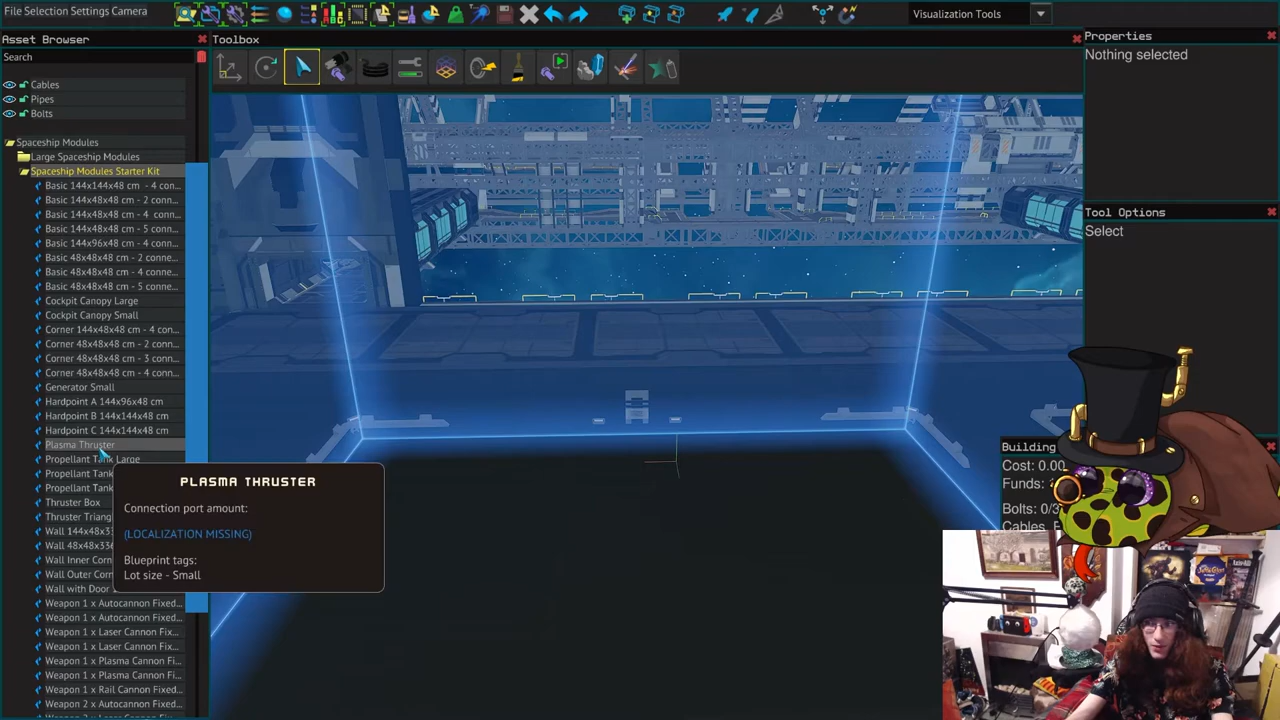 File Selection Settings Camera
Visualization Tools
Asset Browser
Search
Cables
Pipes
Bolts
Spaceship Modules
Large Spaceship Modules
Spaceship Modules Starter Kit
Basic 144x144x48 cm - 4 con...
Basic 144x48x48 cm - 2 conn...
Basic 144x48x48 cm - 4 conn...
Basic 144x48x48 cm - 5 conn...
Basic 144x96x48 cm - 4 conn...
Basic 48x48x48 cm - 2 conne...
Basic 48x48x48 cm - 4 conne...
Basic 48x48x48 cm - 5 conne...
Cockpit Canopy Large
Cockpit Canopy Small
Corner 144x48x48 cm - 4 con...
Corner 48x48x48 cm - 2 conn...
Corner 48x48x48 cm - 3 conn...
Corner 48x48x48 cm - 4 conn...
Generator Small
Hardpoint A 144x96x48 cm
Hardpoint B 144x144x48 cm
Hardpoint C 144x144x48 cm
Plasma Thruster
Propellant Tank Large
Propellant Tank
Propellant Tank
Thruster Box
Thruster Triang
Wall 144x48x33
Wall 48x48x336
Wall Inner Corn
Wall Outer Corn
Wall with Door
Weapon 1 x Autocannon Fixed...
Weapon 1 x Autocannon Fixed...
Weapon 1 x Laser Cannon Fix...
Weapon 1 x Laser Cannon Fix...
Weapon 1 x Plasma Cannon Fi...
Weapon 1 x Plasma Cannon Fi...
Weapon 1 x Rail Cannon Fixed...
Weapon 2 x Autocannon Fixed...
PLASMA THRUSTER
Connection port amount:
(LOCALIZATION MISSING)
Blueprint tags:
Lot size - Small
Toolbox
Properties
Nothing selected
Tool Options
Select
Building
Cost: 0.00
Funds:
Bolts: 0/3
Cables,